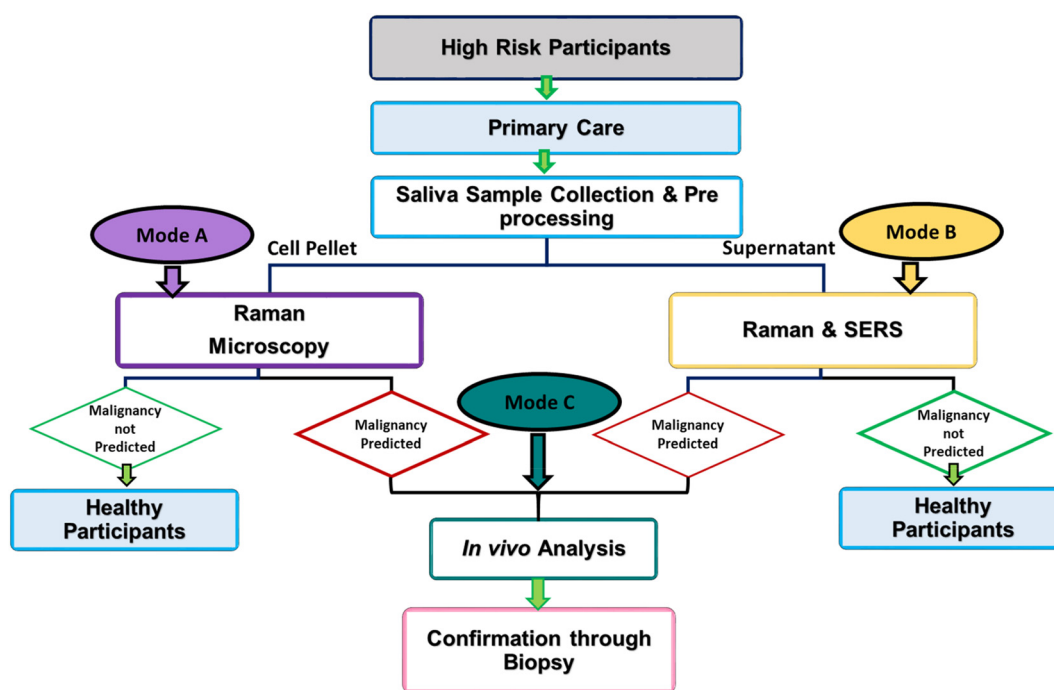 High Risk Participants
Primary Care
Saliva Sample Collection & Pre
processing
Mode A
Mode B
Cell Pellet
Supernatant
Raman
Microscopy
Raman & SERS
Mode C
Malignancy
not
Predicted
Malignancy
Predicted
Malignancy
Predicted
Malignancy
not
Predicted
Healthy
Participants
Healthy
Participants
In vivo Analysis
Confirmation through
Biopsy